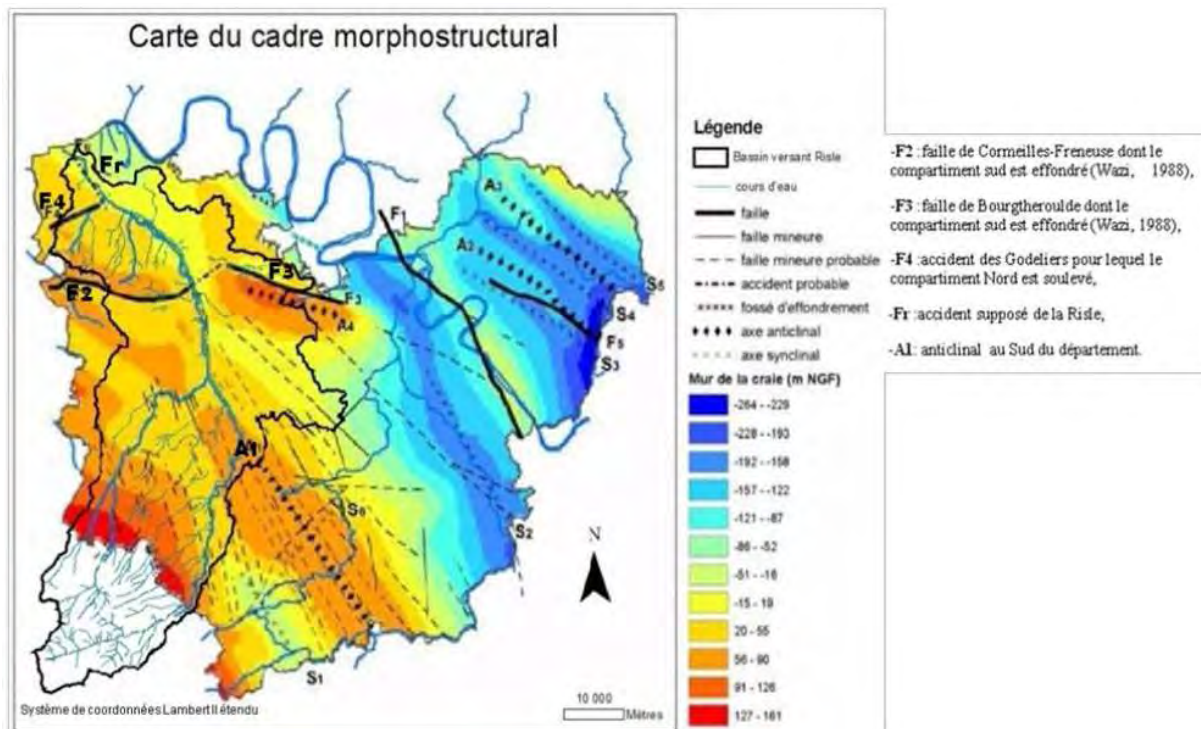 Carte du cadre morphostructural
Fr
F4
F2
F3
F3
A4
F1
A3
A2
S5
S4
F5
S3
A1
S6
S2
S1
N
10 000
Mètres
Système de coordonnées Lambert II étendu
Légende
Bassin versant Risle
cours d'eau
faille
faille mineure
faille mineure probable
accident probable
fossé d'effondrement
axe anticlinal
axe synclinal
Mur de la craie (m NGF)
-264 - -229
-228 - -193
-192 - -158
-157 - -122
-121 - -87
-86 - -52
-51 - -16
-15 - 19
20 - 55
56 - 90
91 - 126
127 - 161
-F2 : faille de Cormeilles-Freneuse dont le
compartiment sud est effondré (Wazi, 1988),
-F3 : faille de Bourgtheroulde dont le
compartiment sud est effondré (Wazi, 1988),
-F4 : accident des Godeliers pour lequel le
compartiment Nord est soulevé,
-Fr : accident supposé de la Risle,
-A1 : anticlinal au Sud du département.